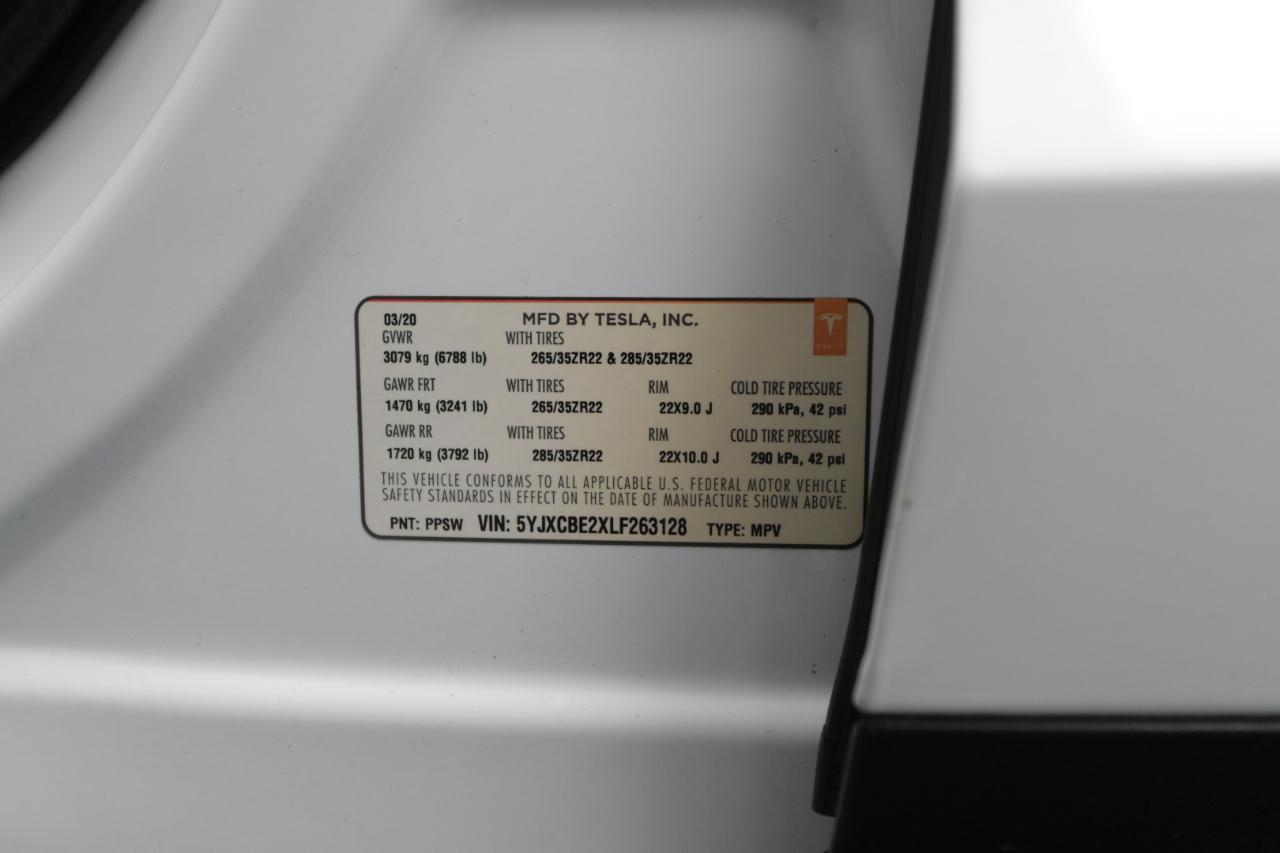 03/20 MFD BY TESLA, INC.
GVWR WITH TIRES
3079 kg (6788 lb) 265/35ZR22 & 285/35ZR22
TESLA
GAWR FRT WITH TIRES RIM COLD TIRE PRESSURE
1470 kg (3241 lb) 265/35ZR22 22X9.0 J 290 kPa, 42 psi
GAWR RR WITH TIRES RIM COLD TIRE PRESSURE
1720 kg (3792 lb) 285/35ZR22 22X10.0 J 290 kPa, 42 psi
THIS VEHICLE CONFORMS TO ALL APPLICABLE U.S. FEDERAL MOTOR VEHICLE
SAFETY STANDARDS IN EFFECT ON THE DATE OF MANUFACTURE SHOWN ABOVE.
PNT: PPSW VIN: 5YJXCBE2XLF263128 TYPE: MPV